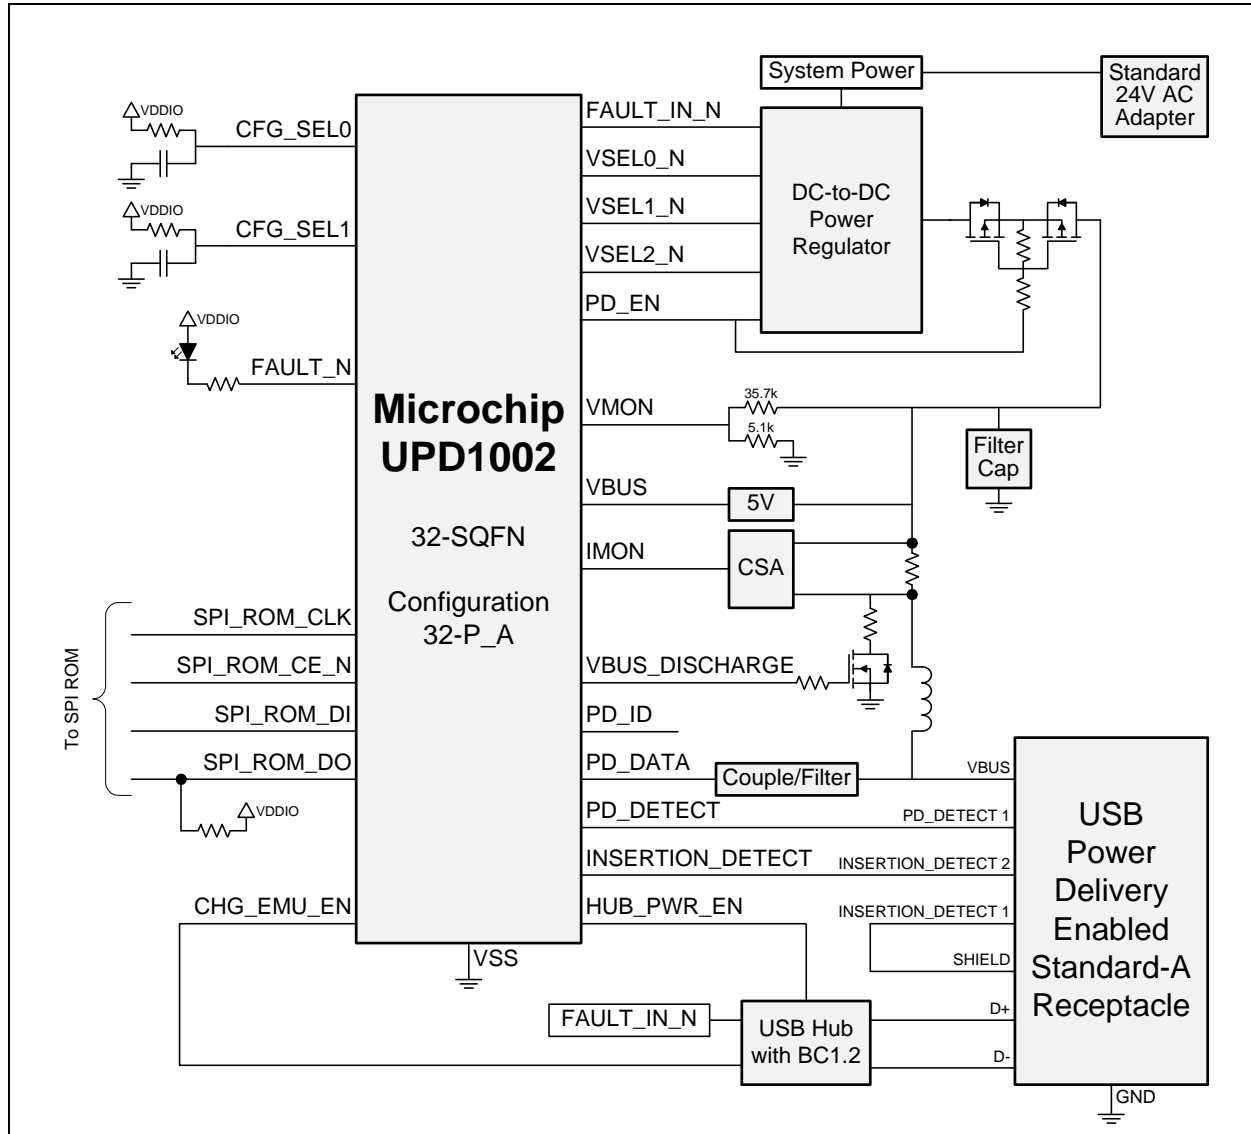 System Power
Standard
24V AC
Adapter
VDDIO
CFG_SEL0
FAULT_IN_N
VSEL0_N
DC-to-DC
Power
Regulator
VDDIO
CFG_SEL1
VSEL1_N
VSEL2_N
PD_EN
VDDIO
FAULT_N
Microchip
UPD1002
32-SQFN
Configuration
32-P_A
VMON
35.7k
5.1k
Filter
Cap
VBUS
5V
IMON
CSA
To SPI ROM
SPI_ROM_CLK
SPI_ROM_CE_N
SPI_ROM_DI
SPI_ROM_DO
VDDIO
VBUS_DISCHARGE
PD_ID
PD_DATA
Couple/Filter
VBUS
PD_DETECT
PD_DETECT 1
INSERTION_DETECT
INSERTION_DETECT 2
CHG_EMU_EN
HUB_PWR_EN
INSERTION_DETECT 1
SHIELD
USB
Power
Delivery
Enabled
Standard-A
Receptacle
VSS
FAULT_IN_N
USB Hub
with BC1.2
D+
D-
GND